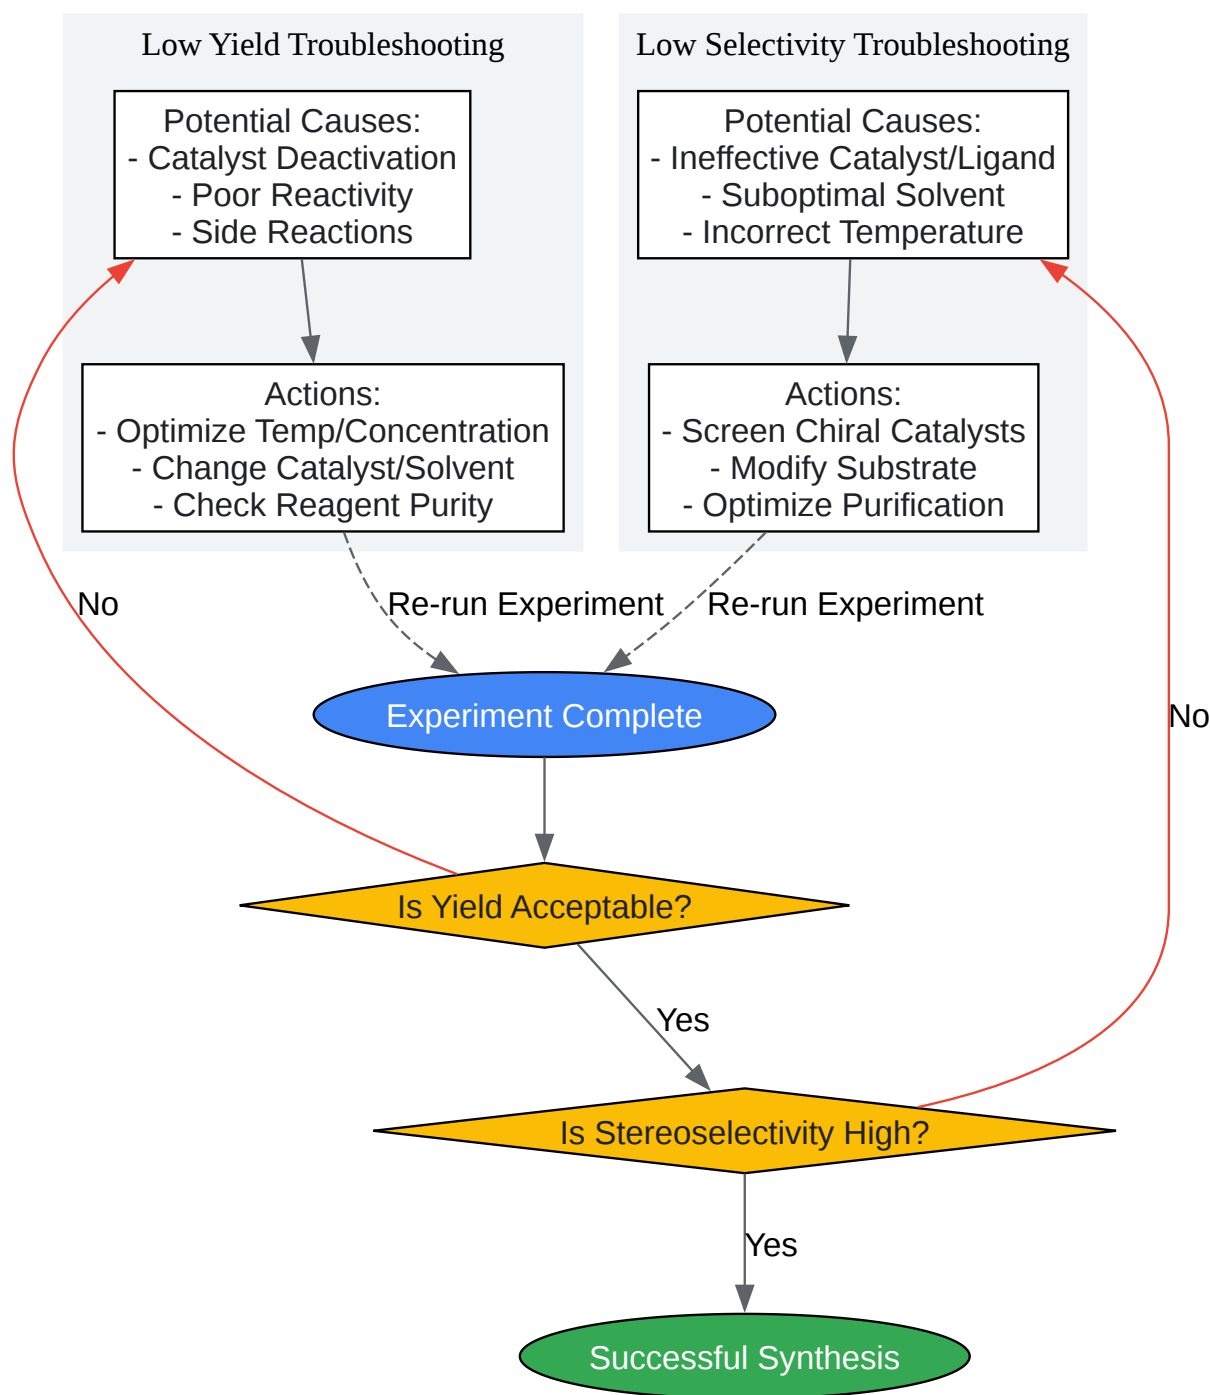 Low Yield Troubleshooting
Potential Causes:
- Catalyst Deactivation
- Poor Reactivity
- Side Reactions
Actions:
- Optimize Temp/Concentration
- Change Catalyst/Solvent
- Check Reagent Purity
Low Selectivity Troubleshooting
Potential Causes:
- Ineffective Catalyst/Ligand
- Suboptimal Solvent
- Incorrect Temperature
Actions:
- Screen Chiral Catalysts
- Modify Substrate
- Optimize Purification
No
Re-run Experiment
Re-run Experiment
Experiment Complete
No
Is Yield Acceptable?
Yes
Is Stereoselectivity High?
Yes
Successful Synthesis